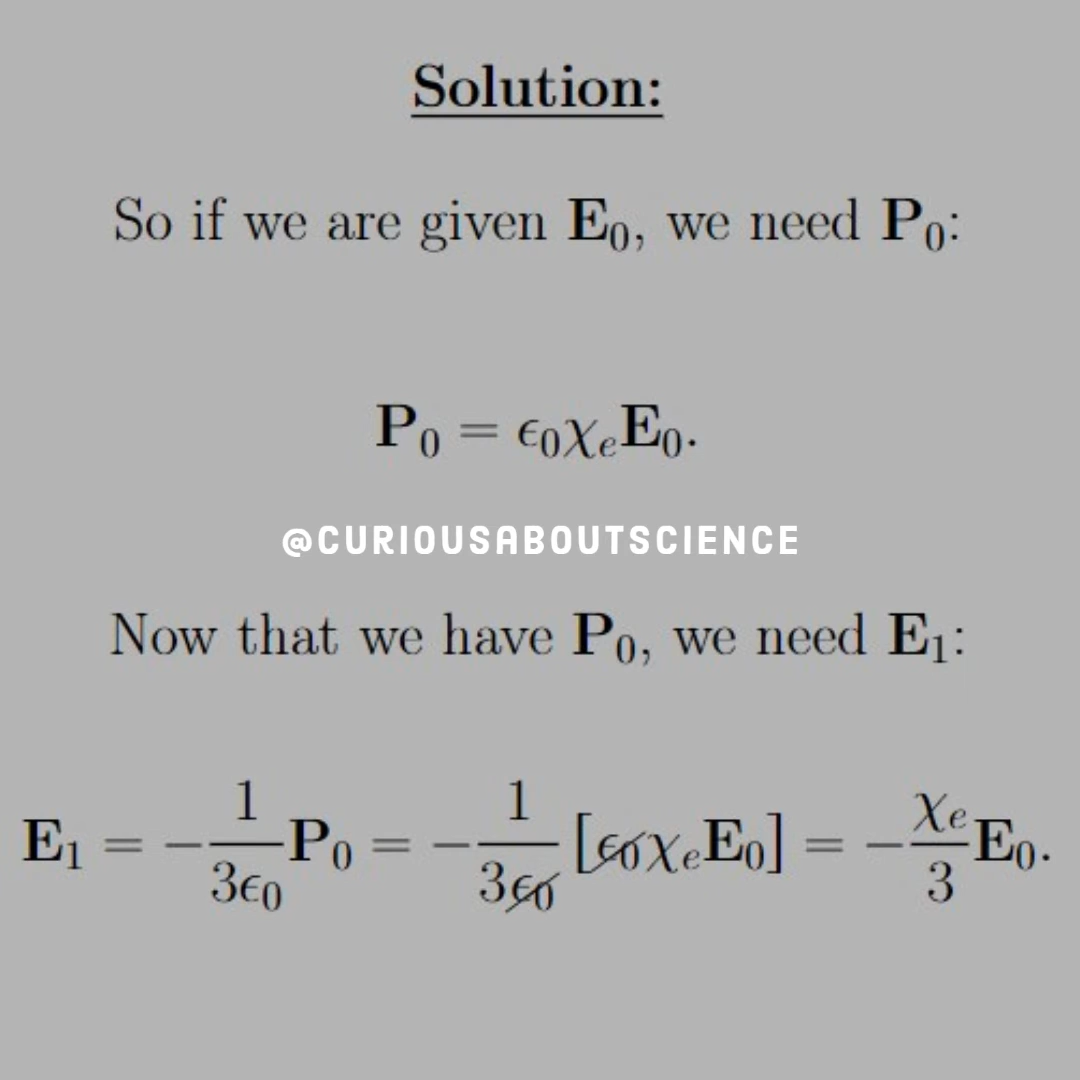 Solution:
So if we are given E₀, we need P₀:
P₀ = ϵ₀χₑE₀.
@CURIOUSABOUTSCIENCE
Now that we have P₀, we need E₁:
E₁ = −1/(3ϵ₀) P₀ = −1/(3ϵ₀) [ϵ₀χₑE₀] = −χₑ/3 E₀.